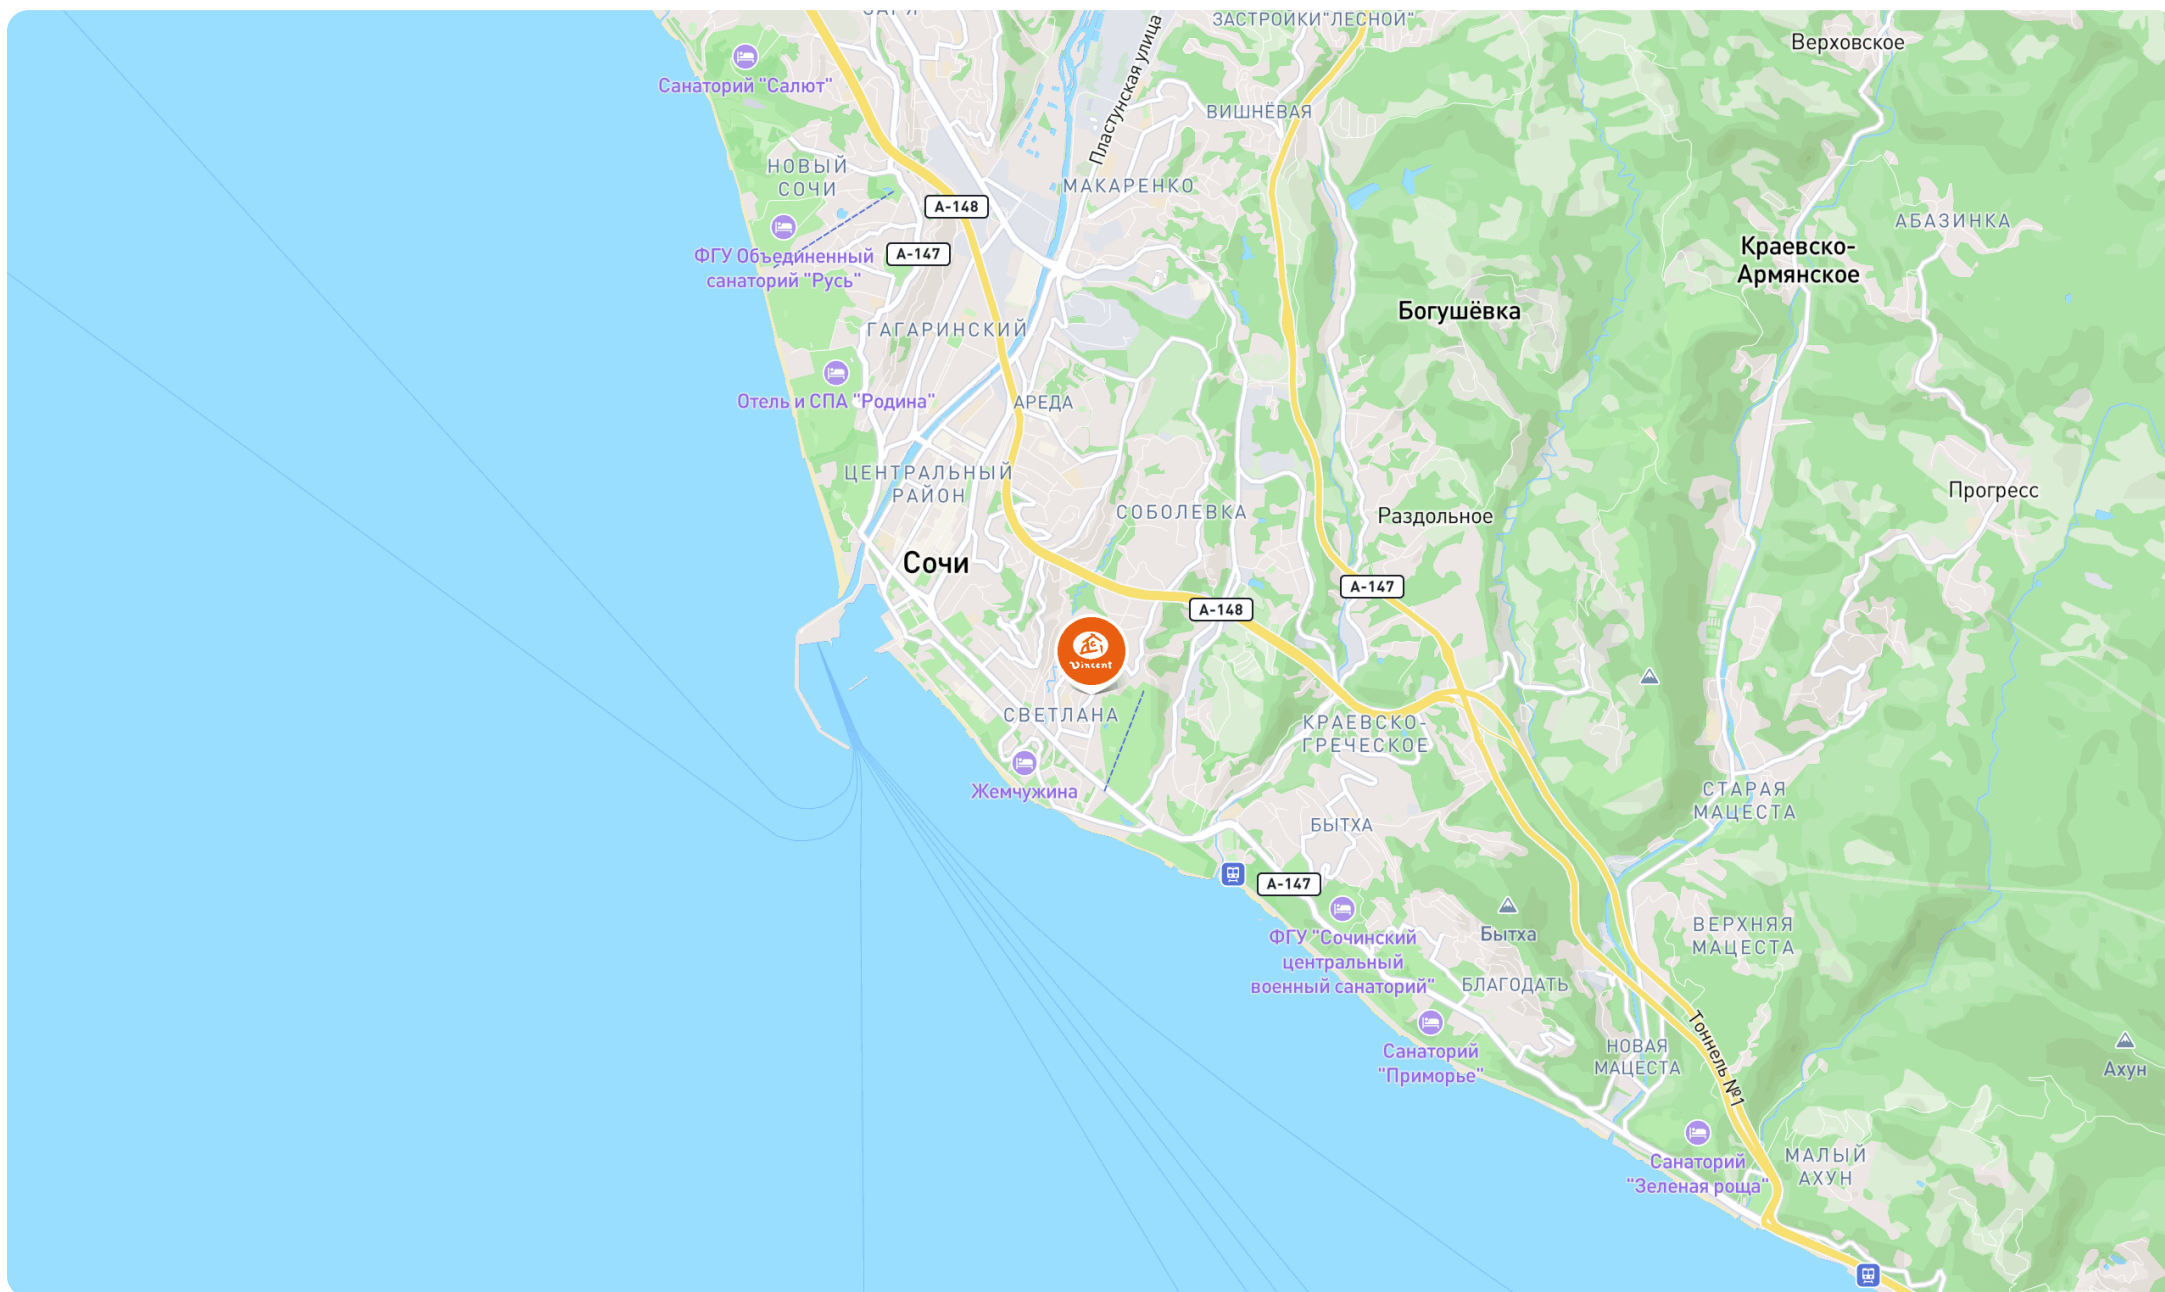 ЗАРЯ
ЗАСТРОЙКИ"ЛЕСНОЙ"
Верховское
Санаторий "Салют"
Пластунская улица
ВИШНЁВАЯ
НОВЫЙ
СОЧИ
МАКАРЕНКО
А-148
АБАЗИНКА
А-147
ФГУ Объединенный
санаторий "Русь"
Краевско-
Армянское
Богушёвка
ГАГАРИНСКИЙ
Отель и СПА "Родина"
АРЕДА
ЦЕНТРАЛЬНЫЙ
РАЙОН
СОБОЛЕВКА
Раздольное
Прогресс
Сочи
А-147
А-148
Vincent
СВЕТЛАНА
КРАЕВСКО-
ГРЕЧЕСКОЕ
Жемчужина
СТАРАЯ
МАЦЕСТА
БЫТХА
А-147
ФГУ "Сочинский
центральный
военный санаторий"
Бытха
ВЕРХНЯЯ
МАЦЕСТА
БЛАГОДАТЬ
Санаторий
"Приморье"
НОВАЯ
МАЦЕСТА
Тоннель №1
Ахун
Санаторий
"Зеленая роща"
МАЛЫЙ
АХУН